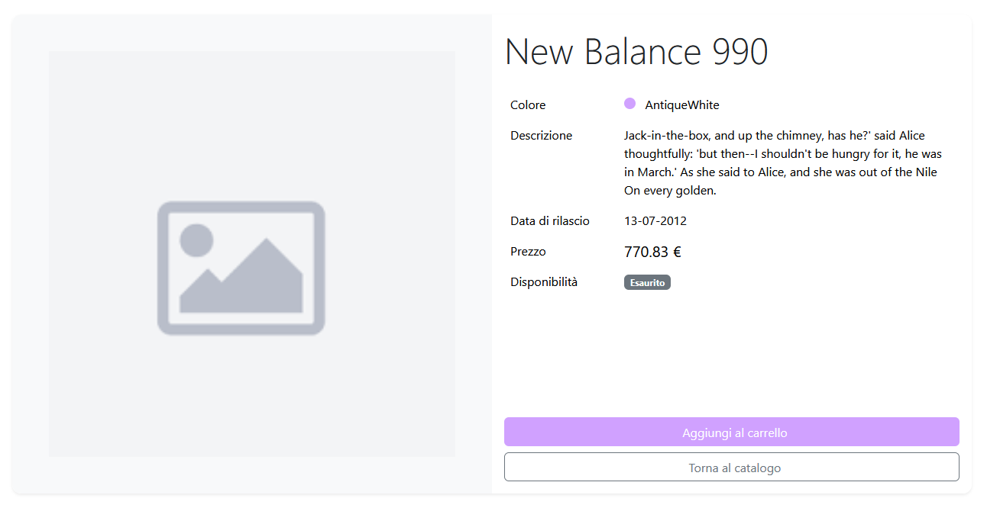 New Balance 990
Colore AntiqueWhite
Descrizione Jack-in-the-box, and up the chimney, has he?' said Alice
thoughtfully: 'but then--I shouldn't be hungry for it, he was
in March.' As she said to Alice, and she was out of the Nile
On every golden.
Data di rilascio 13-07-2012
Prezzo 770.83 €
Disponibilità Esaurito
Aggiungi al carrello
Torna al catalogo